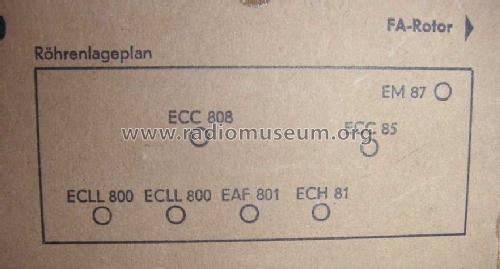 FA-Rotor
Röhrenlageplan
EM 87
ECC 808
www.radiomuseum.org
ECC 85
ECLL 800 ECLL 800 EAF 801 ECH 81